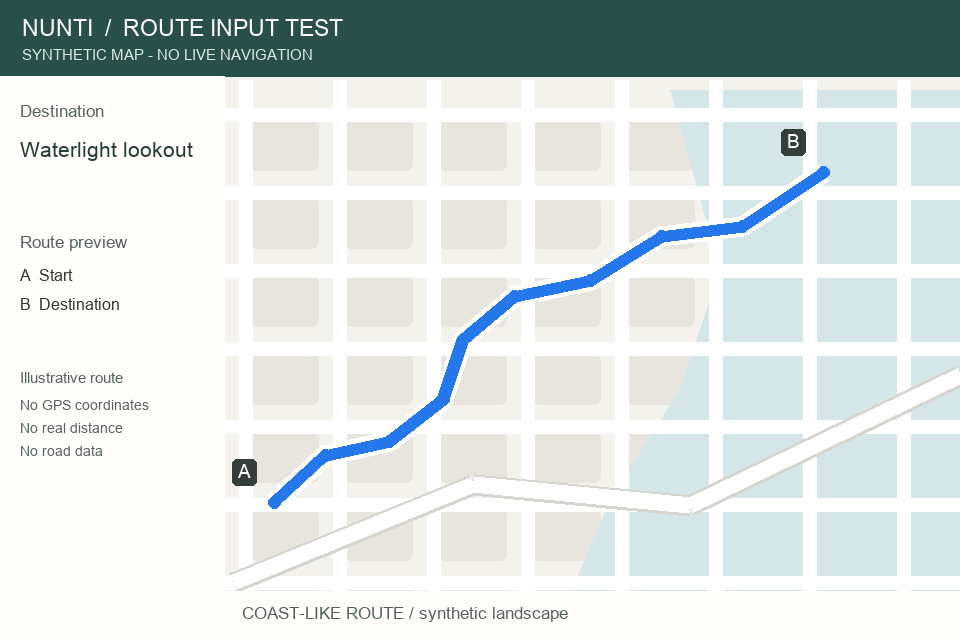 NUNTI / ROUTE INPUT TEST
SYNTHETIC MAP - NO LIVE NAVIGATION
Destination
Waterlight lookout
Route preview
A Start
B Destination
Illustrative route
No GPS coordinates
No real distance
No road data
B
A
COAST-LIKE ROUTE / synthetic landscape